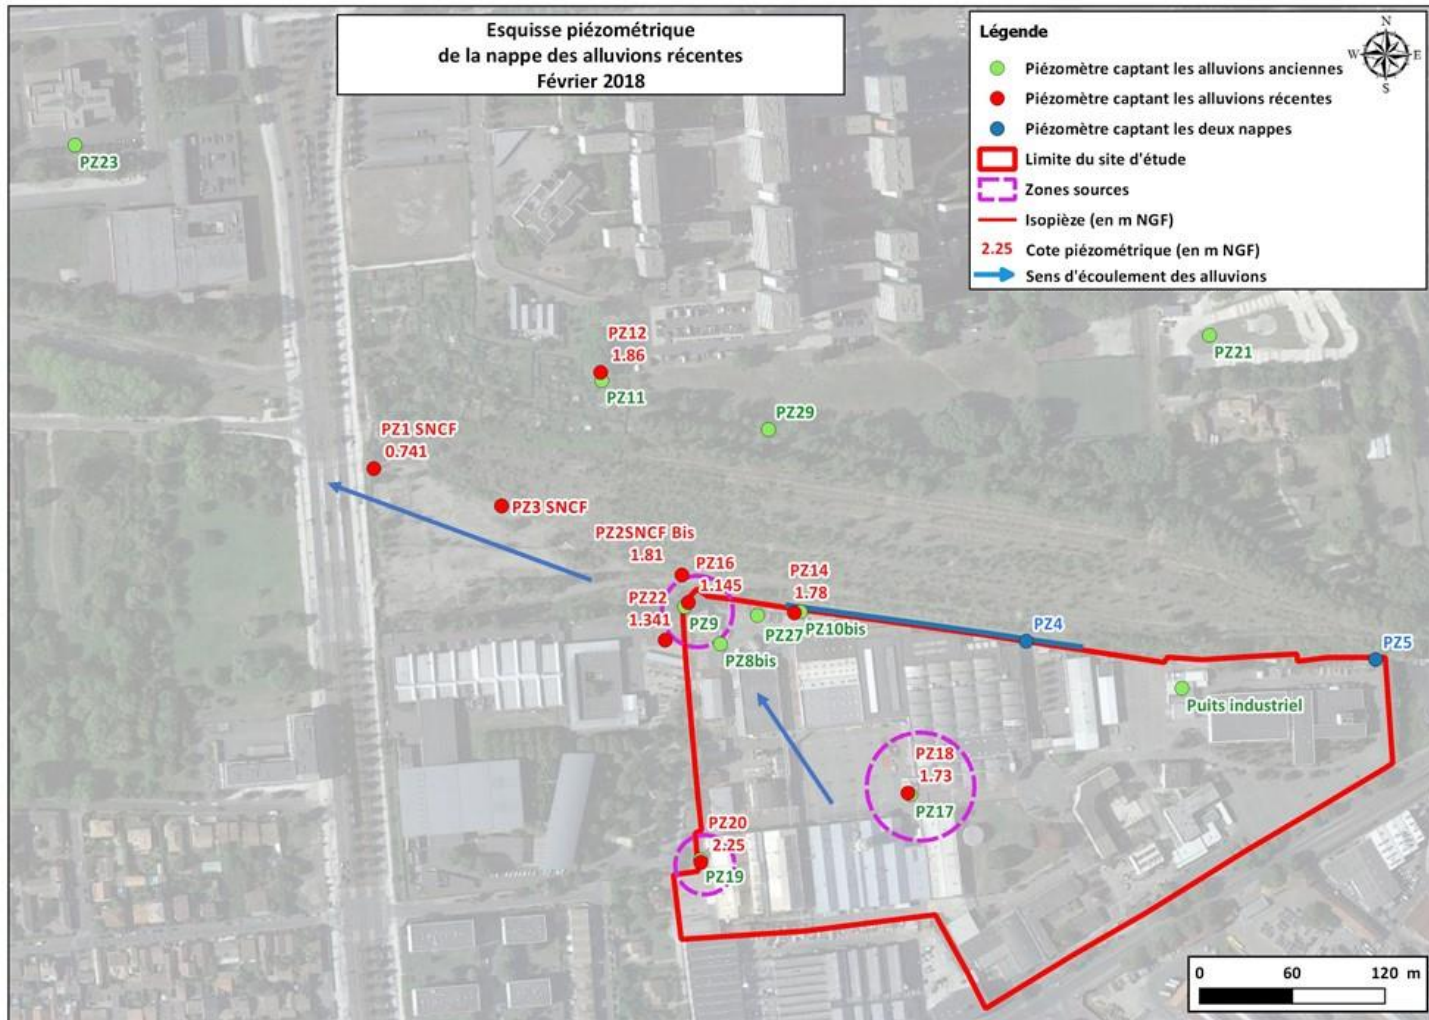 Esquisse piézométrique
de la nappe des alluvions récentes
Février 2018
Légende
N
W
E
S
Piézomètre captant les alluvions anciennes
Piézomètre captant les alluvions récentes
Piézomètre captant les deux nappes
Limite du site d'étude
Zones sources
Isopièze (en m NGF)
2.25 Cote piézométrique (en m NGF)
Sens d'écoulement des alluvions
PZ23
PZ12
1.86
PZ11
PZ21
PZ29
PZ1 SNCF
0.741
PZ3 SNCF
PZ2SNCF Bis
1.81
PZ16
1.145
PZ14
1.78
PZ22
1.341
PZ9
PZ27
PZ10bis
PZ4
PZ5
PZ8bis
Puits industriel
PZ18
1.73
PZ17
PZ20
2.25
PZ19
0 60 120 m